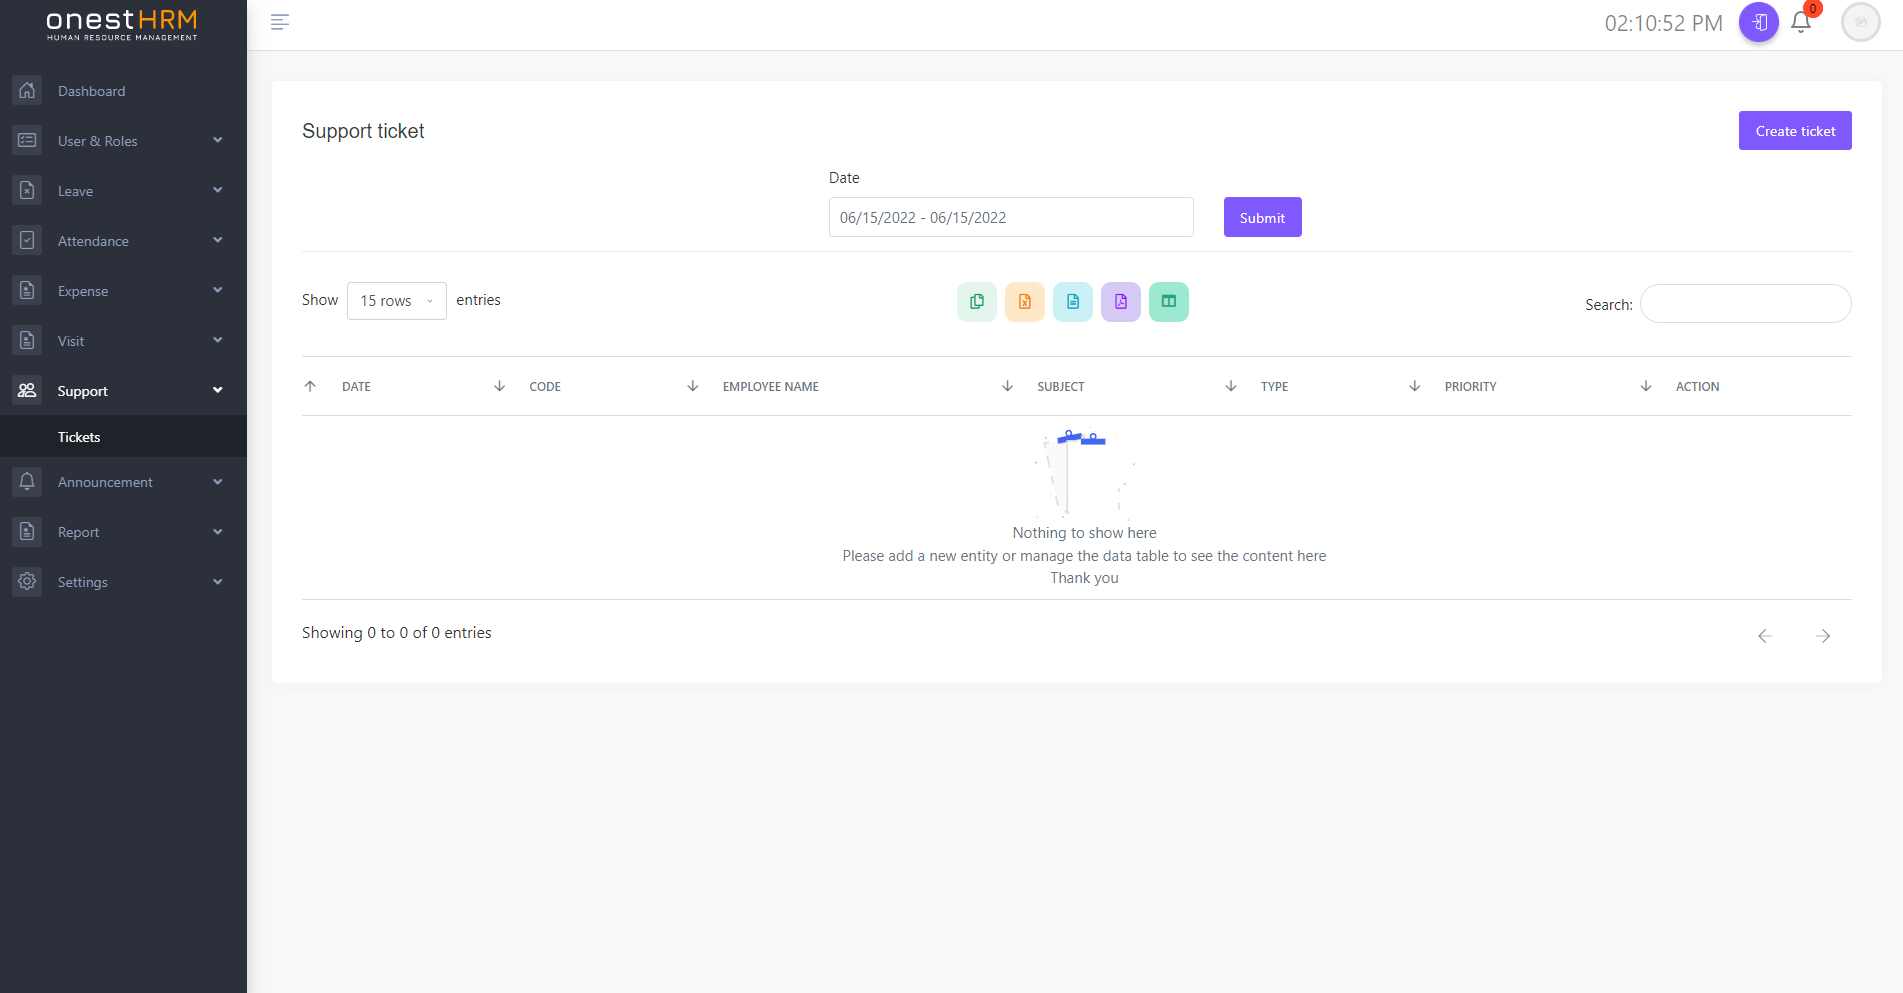 onestHRM
HUMAN RESOURCE MANAGEMENT
02:10:52 PM
0
Dashboard
User & Roles
Leave
Attendance
Expense
Visit
Support
Tickets
Announcement
Report
Settings
Support ticket
Create ticket
Date
06/15/2022 - 06/15/2022
Submit
Show 15 rows entries
Search:
DATE CODE EMPLOYEE NAME SUBJECT TYPE PRIORITY ACTION
Nothing to show here
Please add a new entity or manage the data table to see the content here
Thank you
Showing 0 to 0 of 0 entries